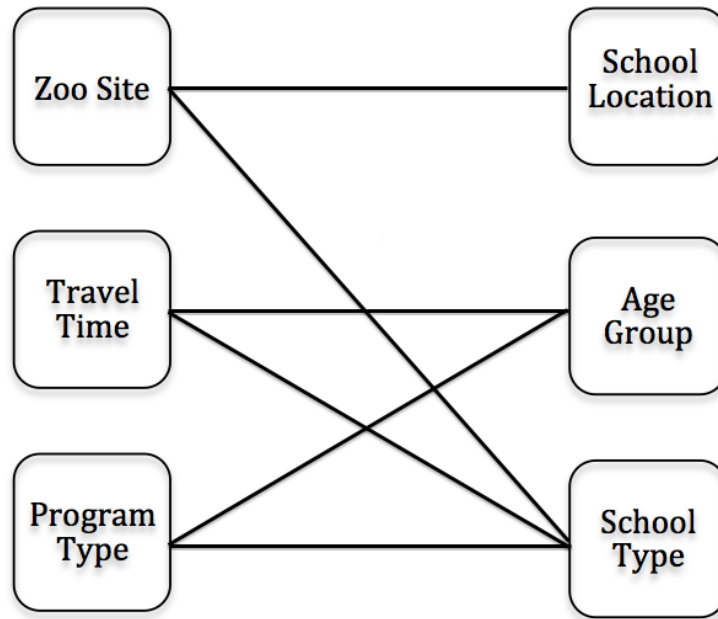 Zoo Site
School
Location
Travel
Time
Age
Group
Program
Type
School
Type